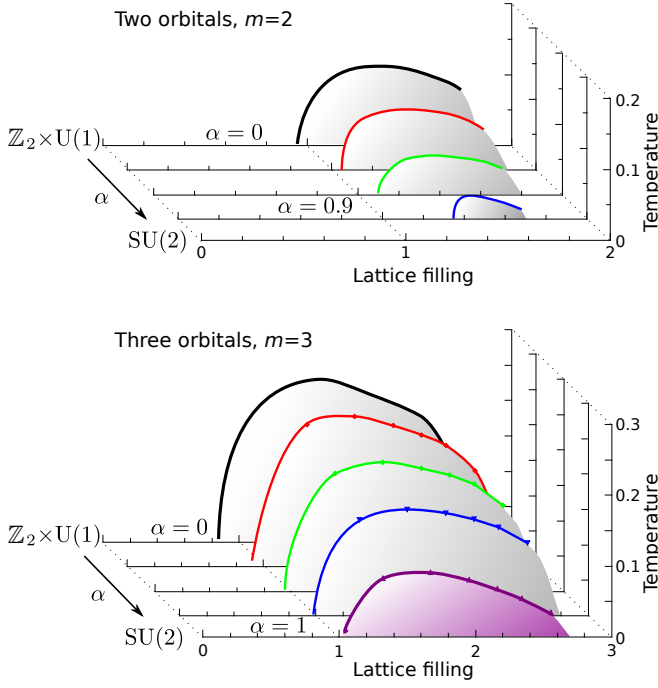 Two orbitals, m=2
0.2
α = 0
ℤ₂×U(1)
0.1
Temperature
α
α = 0.9
SU(2)
0
0 1 2
Lattice filling
Three orbitals, m=3
0.3
0.2
α = 0
ℤ₂×U(1)
0.1
Temperature
α
α = 1
SU(2)
0
0 1 2 3
Lattice filling